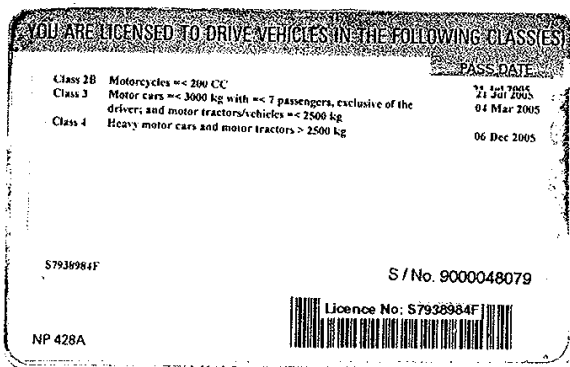 YOU ARE LICENSED TO DRIVE VEHICLES IN THE FOLLOWING CLASS(ES)
PASS DATE
Class 2B Motorcycles =< 200 CC 21 Jul 2005
Class 3 Motor cars =< 3000 kg with =< 7 passengers, exclusive of the 04 Mar 2005
driver; and motor tractors/vehicles =< 2500 kg
Class 4 Heavy motor cars and motor tractors > 2500 kg 06 Dec 2005
S7938984F
S / No. 9000048079
Licence No: S7938984F
NP 428A